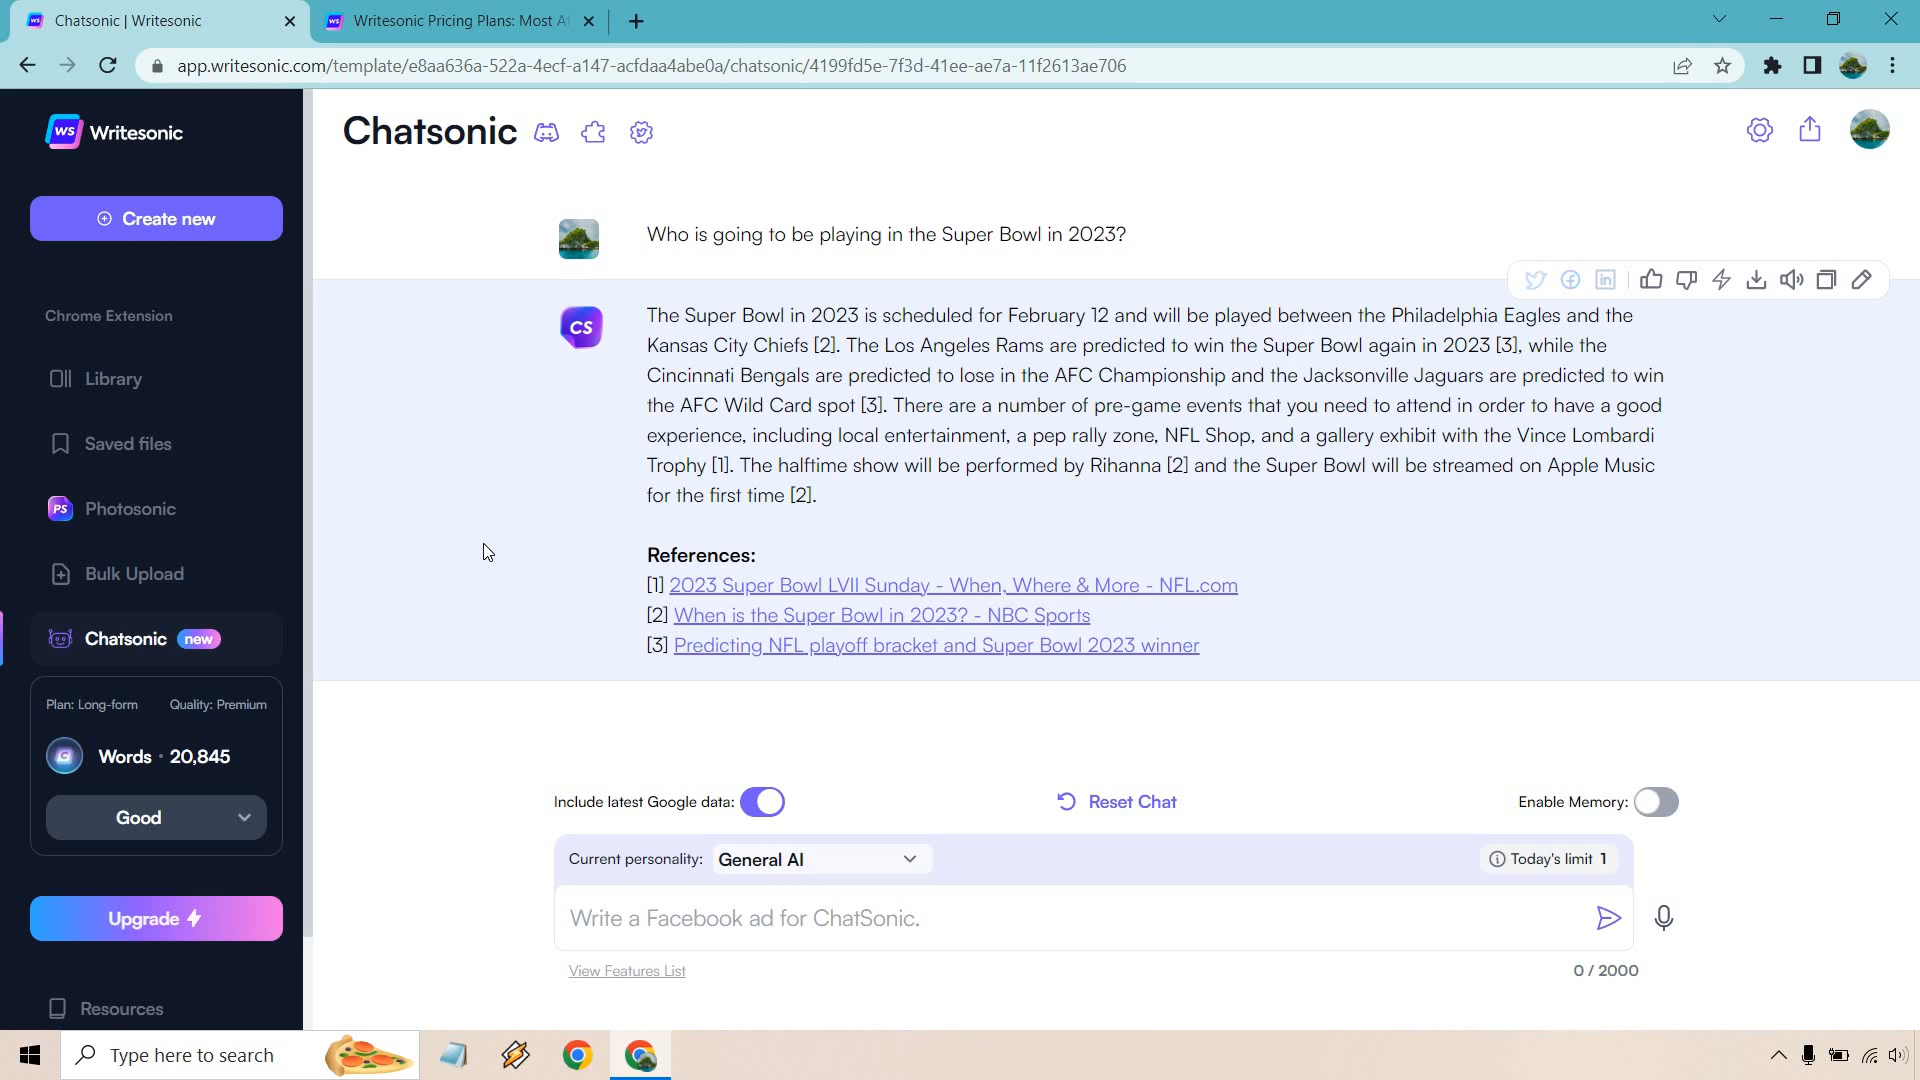 Chatsonic | Writesonic
Writesonic Pricing Plans: Most A
app.writesonic.com/template/e8aa636a-522a-4ecf-a147-acfdaa4abe0a/chatsonic/4199fd5e-7f3d-41ee-ae7a-11f2613ae706
WS Writesonic
Create new
Chrome Extension
Library
Saved files
PS Photosonic
Bulk Upload
Chatsonic new
Plan: Long-form Quality: Premium
Words · 20,845
Good
Upgrade
Resources
Chatsonic
Who is going to be playing in the Super Bowl in 2023?
CS
The Super Bowl in 2023 is scheduled for February 12 and will be played between the Philadelphia Eagles and the
Kansas City Chiefs [2]. The Los Angeles Rams are predicted to win the Super Bowl again in 2023 [3], while the
Cincinnati Bengals are predicted to lose in the AFC Championship and the Jacksonville Jaguars are predicted to win
the AFC Wild Card spot [3]. There are a number of pre-game events that you need to attend in order to have a good
experience, including local entertainment, a pep rally zone, NFL Shop, and a gallery exhibit with the Vince Lombardi
Trophy [1]. The halftime show will be performed by Rihanna [2] and the Super Bowl will be streamed on Apple Music
for the first time [2].
References:
[1] 2023 Super Bowl LVII Sunday - When, Where & More - NFL.com
[2] When is the Super Bowl in 2023? - NBC Sports
[3] Predicting NFL playoff bracket and Super Bowl 2023 winner
Include latest Google data:
Reset Chat
Enable Memory:
Current personality: General AI
Today's limit 1
Write a Facebook ad for ChatSonic.
View Features List
0 / 2000
Type here to search